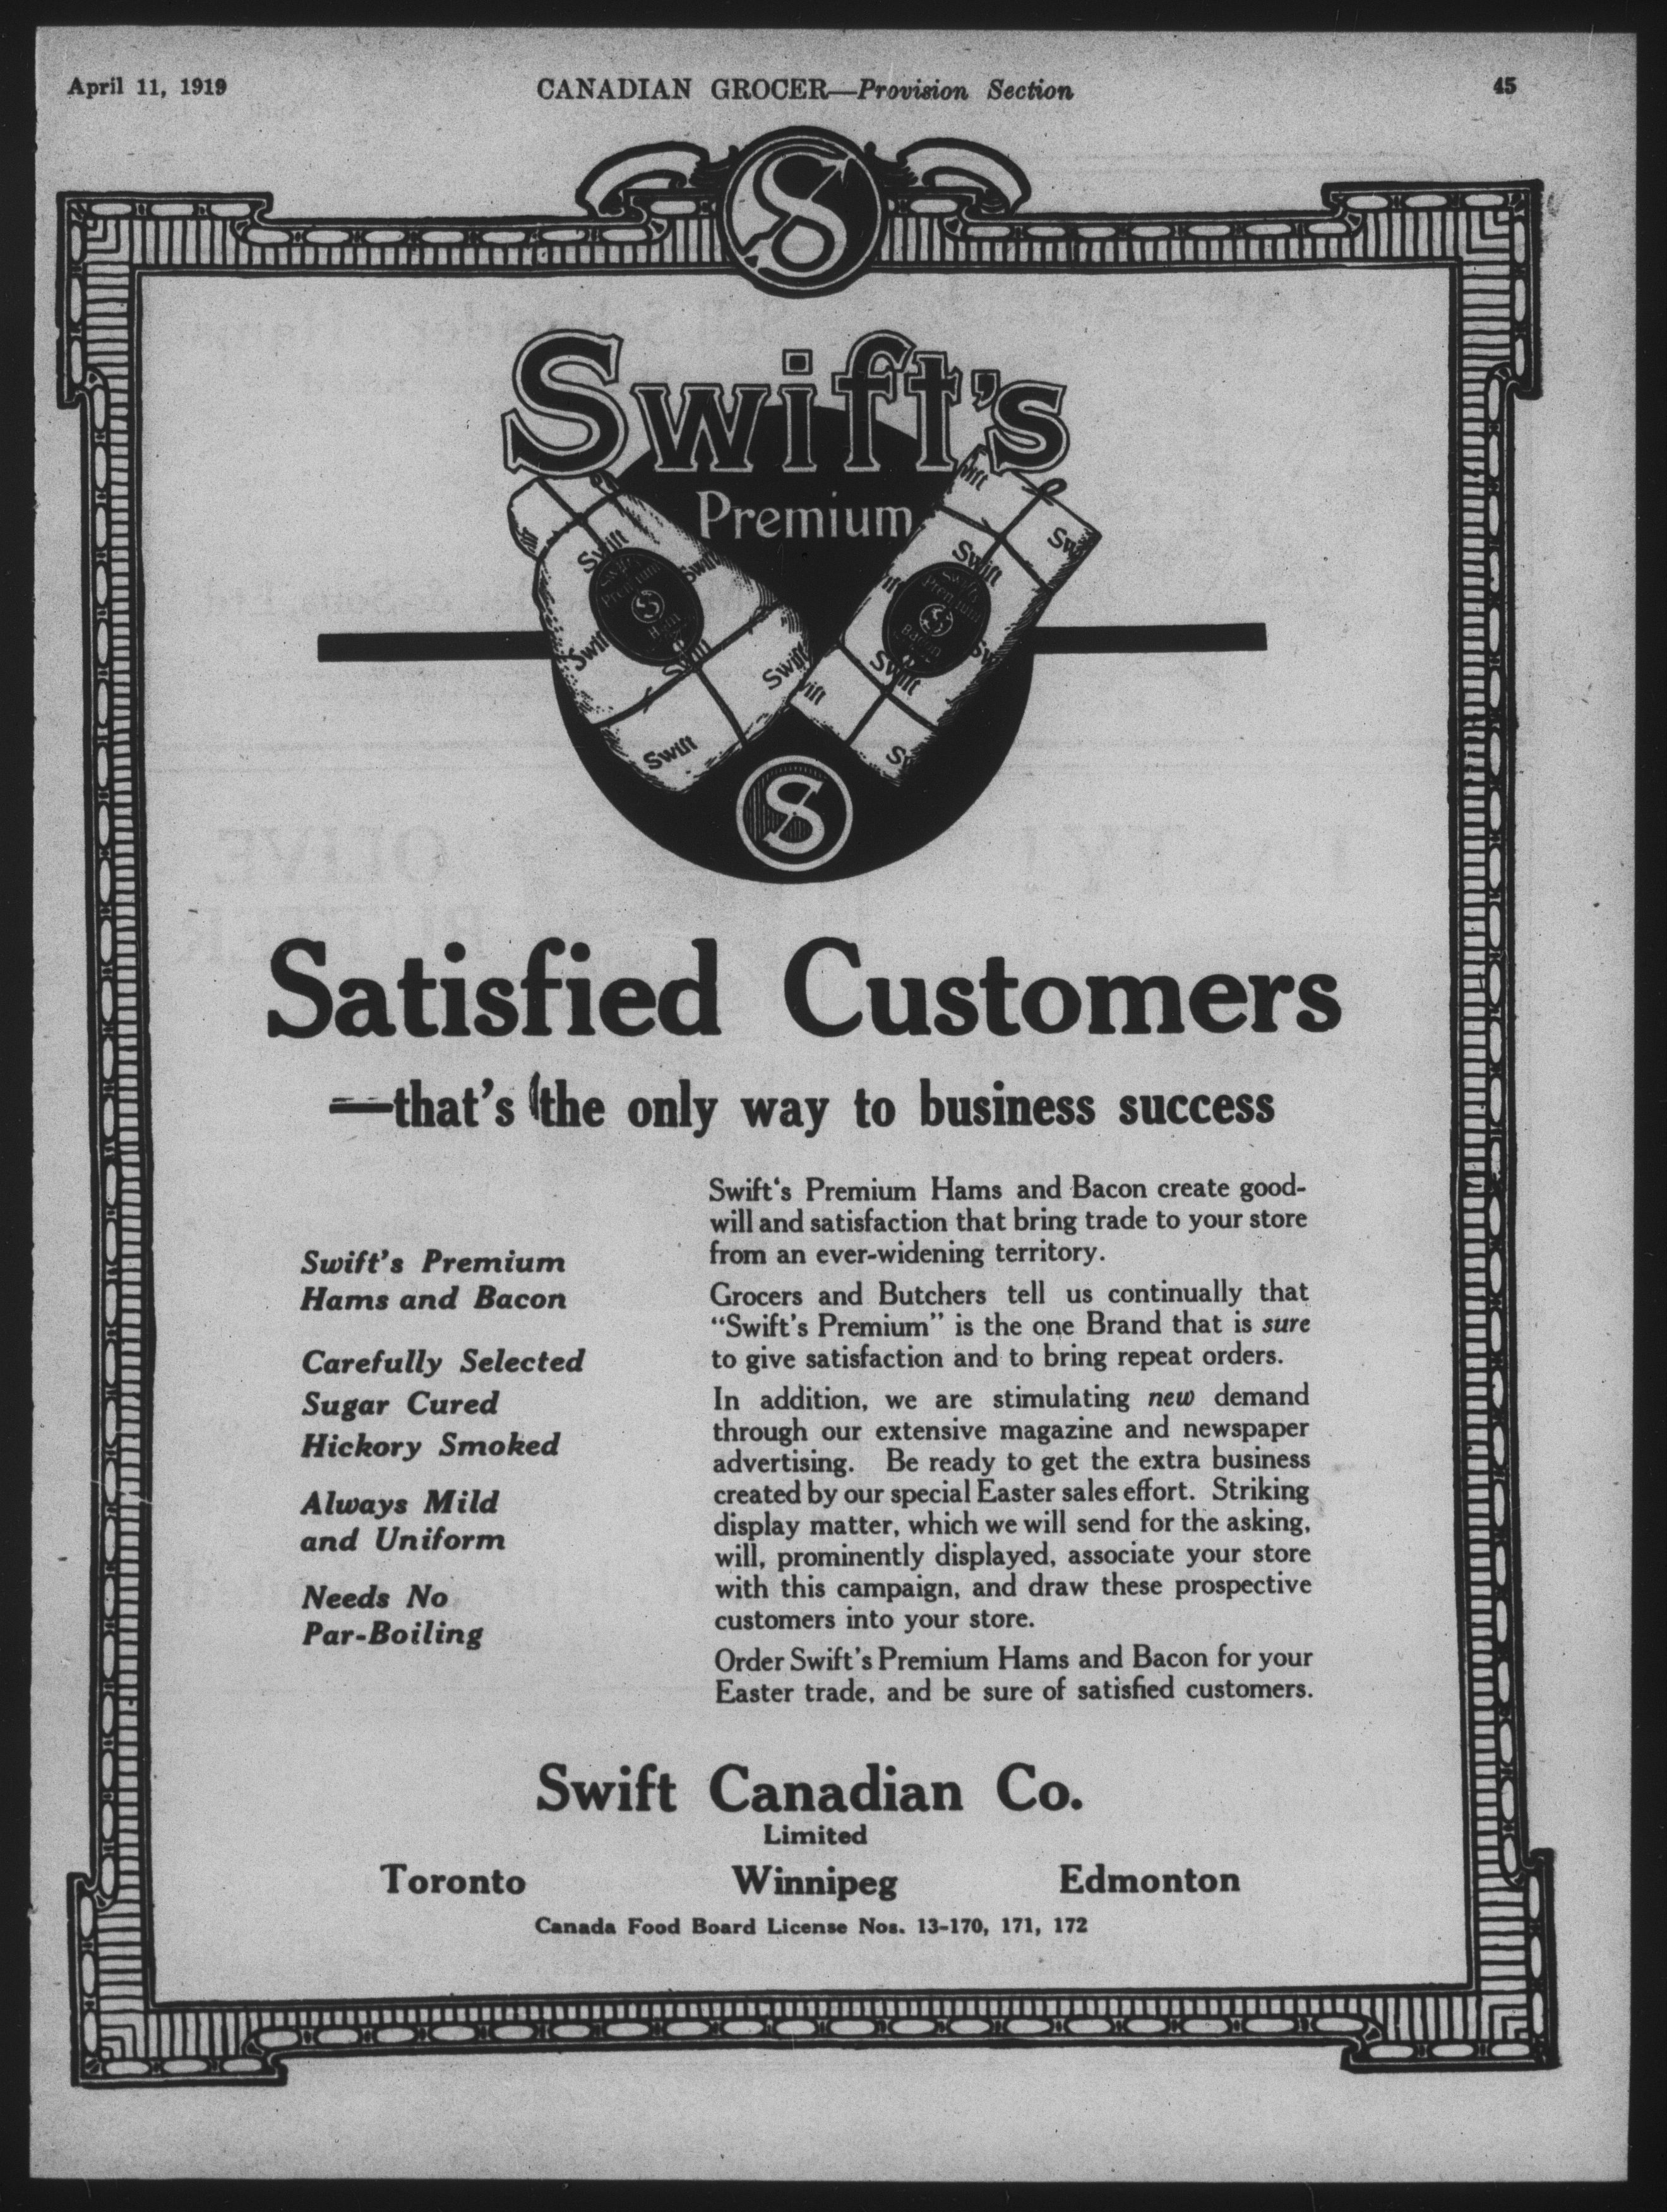 April 11, 1919
CANADIAN GROCER—Provision Section
45
S
Swift's
Premium
Swift
Swift
Swift's
Premium
S
Ham
Swift
Swift
Swift
Swift
Swift
Swift's
Premium
S
Bacon
Swift
S
Satisfied Customers
—that's the only way to business success
Swift's Premium
Hams and Bacon
Carefully Selected
Sugar Cured
Hickory Smoked
Always Mild
and Uniform
Needs No
Par-Boiling
Swift's Premium Hams and Bacon create good-
will and satisfaction that bring trade to your store
from an ever-widening territory.
Grocers and Butchers tell us continually that
“Swift's Premium” is the one Brand that is sure
to give satisfaction and to bring repeat orders.
In addition, we are stimulating new demand
through our extensive magazine and newspaper
advertising. Be ready to get the extra business
created by our special Easter sales effort. Striking
display matter, which we will send for the asking,
will, prominently displayed, associate your store
with this campaign, and draw these prospective
customers into your store.
Order Swift's Premium Hams and Bacon for your
Easter trade, and be sure of satisfied customers.
Swift Canadian Co.
Limited
Toronto Winnipeg Edmonton
Canada Food Board License Nos. 13-170, 171, 172